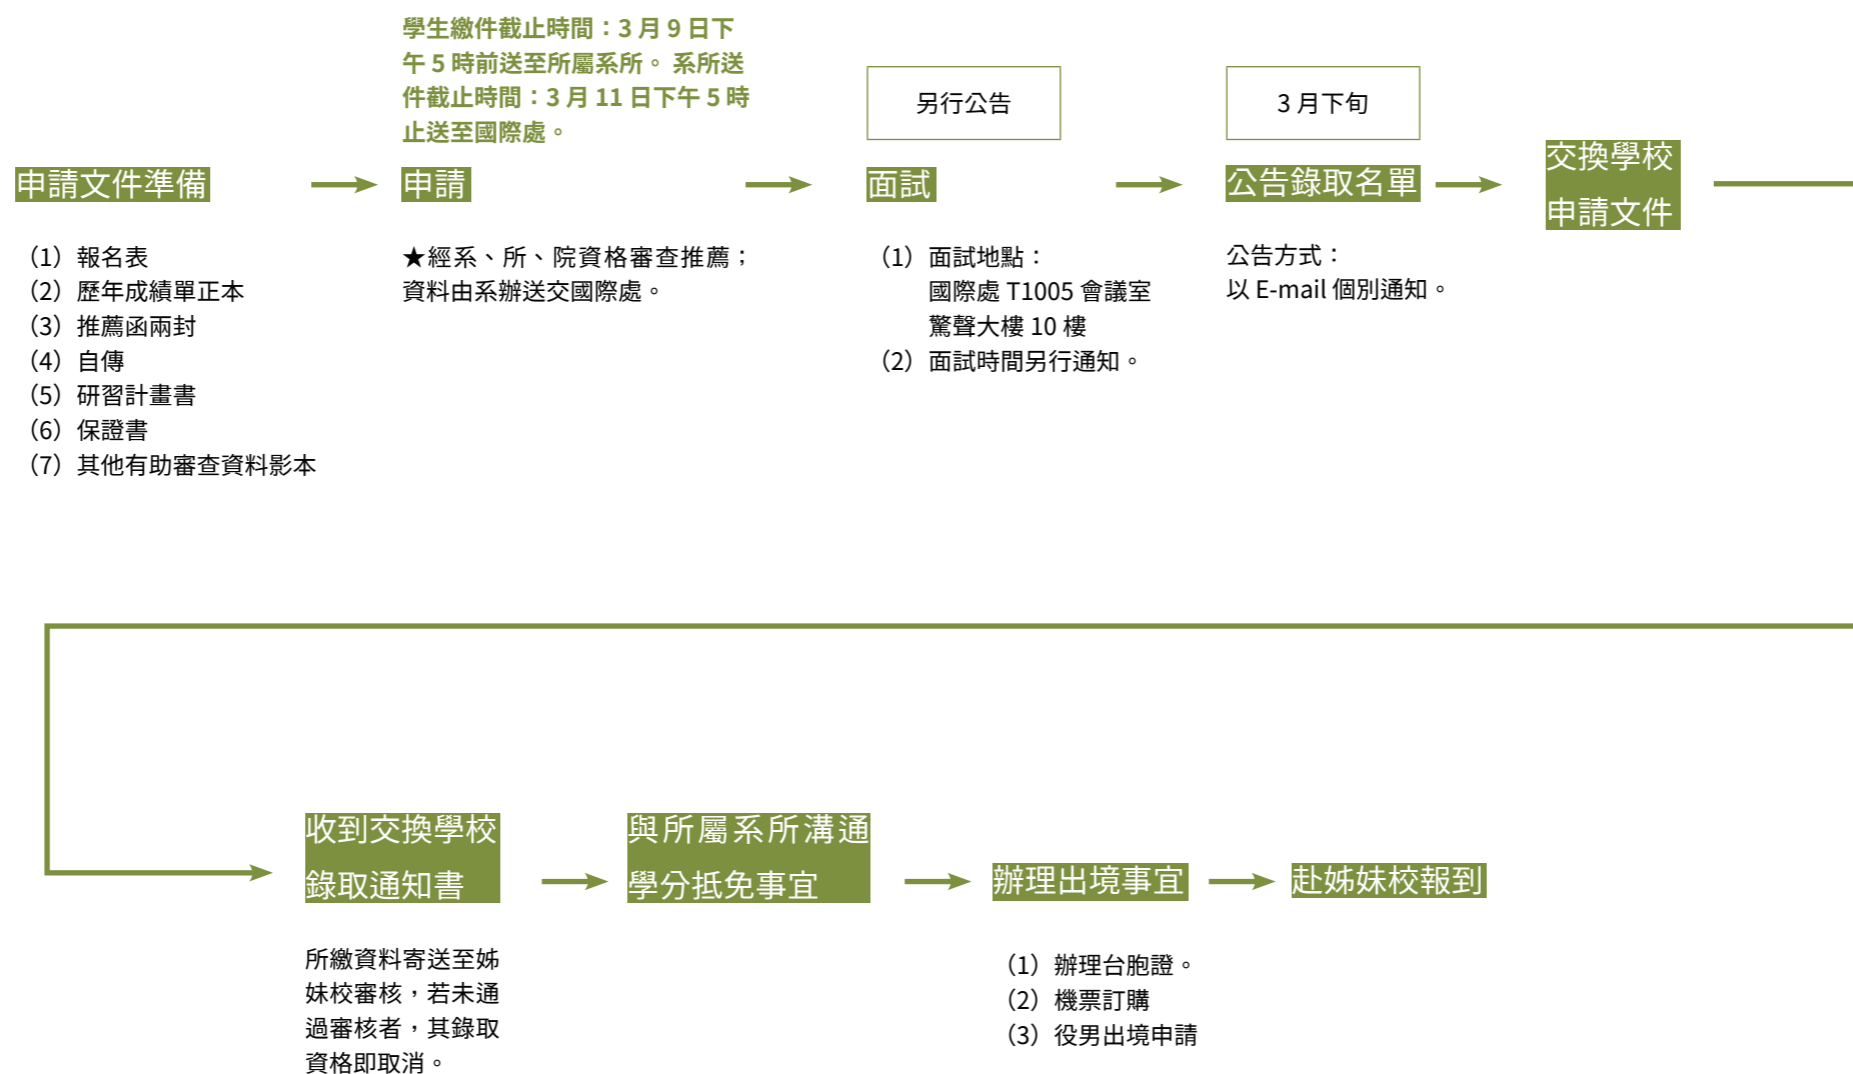 申請文件準備
（1）報名表
（2）歷年成績單正本
（3）推薦函兩封
（4）自傳
（5）研習計畫書
（6）保證書
（7）其他有助審查資料影本
學生繳件截止時間：3 月 9 日下
午 5 時前送至所屬系所。 系所送
件截止時間：3 月 11 日下午 5 時
止送至國際處。
申請
★經系、所、院資格審查推薦；
資料由系辦送交國際處。
另行公告
面試
（1）面試地點：
國際處 T1005 會議室
驚聲大樓 10 樓
（2）面試時間另行通知。
3 月下旬
公告錄取名單
公告方式：
以 E-mail 個別通知。
交換學校
申請文件
收到交換學校
錄取通知書
所繳資料寄送至姊
妹校審核，若未通
過審核者，其錄取
資格即取消。
與所屬系所溝通
學分抵免事宜
辦理出境事宜
（1）辦理台胞證。
（2）機票訂購
（3）役男出境申請
赴姊妹校報到